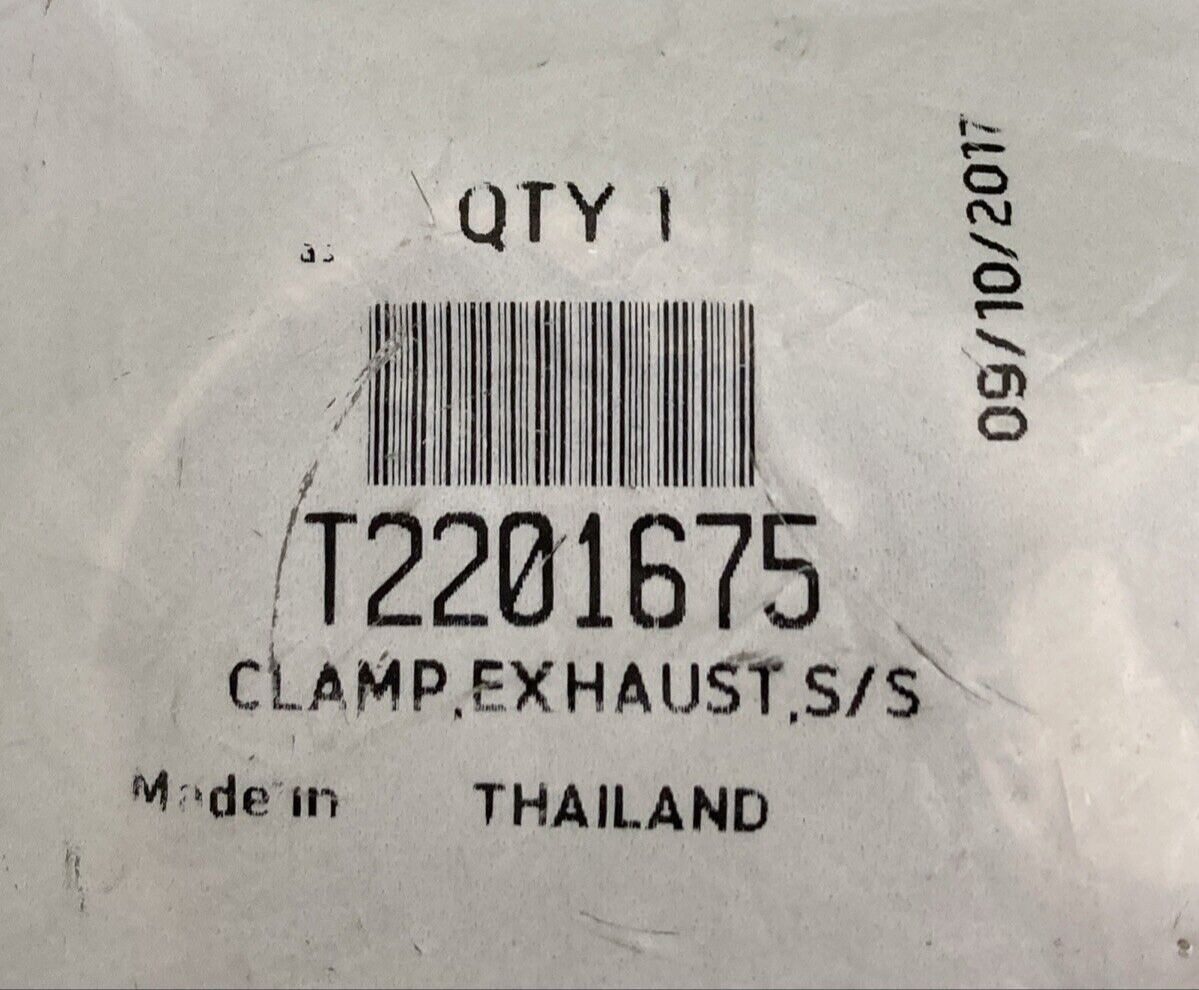 QTY 1
T2201675
CLAMP,EXHAUST,S/S
Made in THAILAND
09/10/2017